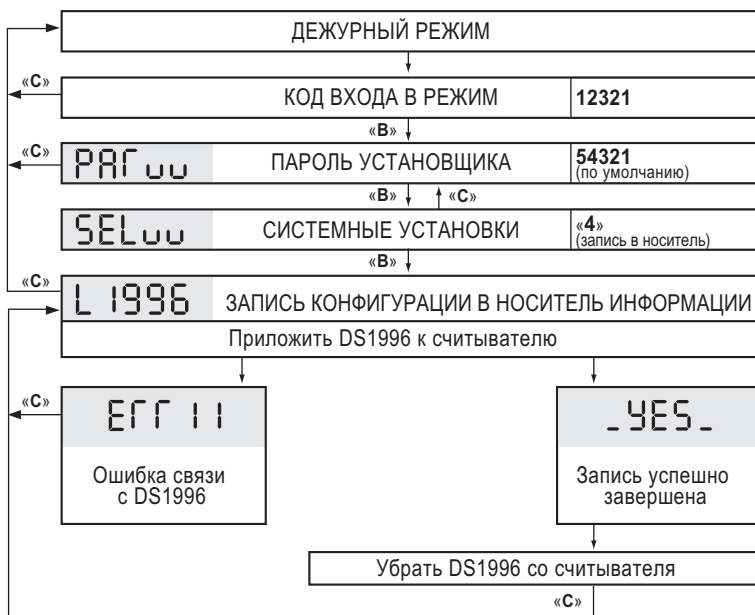 ДЕЖУРНЫЙ РЕЖИМ
«С»
КОД ВХОДА В РЕЖИМ 12321
«В»
«С»
PAГuu ПАРОЛЬ УСТАНОВЩИКА 54321
(по умолчанию)
«В» «С»
SELuu СИСТЕМНЫЕ УСТАНОВКИ «4»
(запись в носитель)
«В»
«С»
L 1996 ЗАПИСЬ КОНФИГУРАЦИИ В НОСИТЕЛЬ ИНФОРМАЦИИ
Приложить DS1996 к считывателю
«С»
EГГ 11 _YES_
Ошибка связи
с DS1996
Запись успешно
завершена
Убрать DS1996 со считывателя
«С»